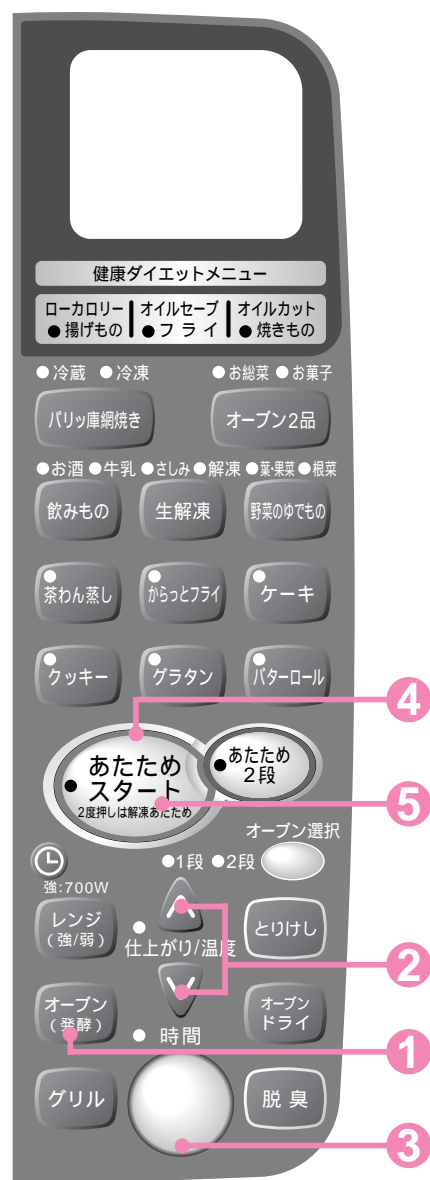 健康ダイエットメニュー
ローカロリー オイルセーブ オイルカット
●揚げもの ●フライ ●焼きもの
●冷蔵 ●冷凍 ●お総菜 ●お菓子
パリッ庫網焼き オーブン2品
●お酒 ●牛乳 ●さしみ ●解凍 ●葉・果菜 ●根菜
飲みもの 生解凍 野菜のゆでもの
茶わん蒸し からっとフライ ケーキ
クッキー グラタン バターロール
4
あたため
スタート
2度押しは解凍あたため
あたため
2段
5
オーブン選択
●1段 ●2段
強:700W
レンジ
(強/弱)
とりけし
仕上がり/温度
2
オーブン
(発酵)
オーブン
ドライ
1
時間
グリル
脱臭
3